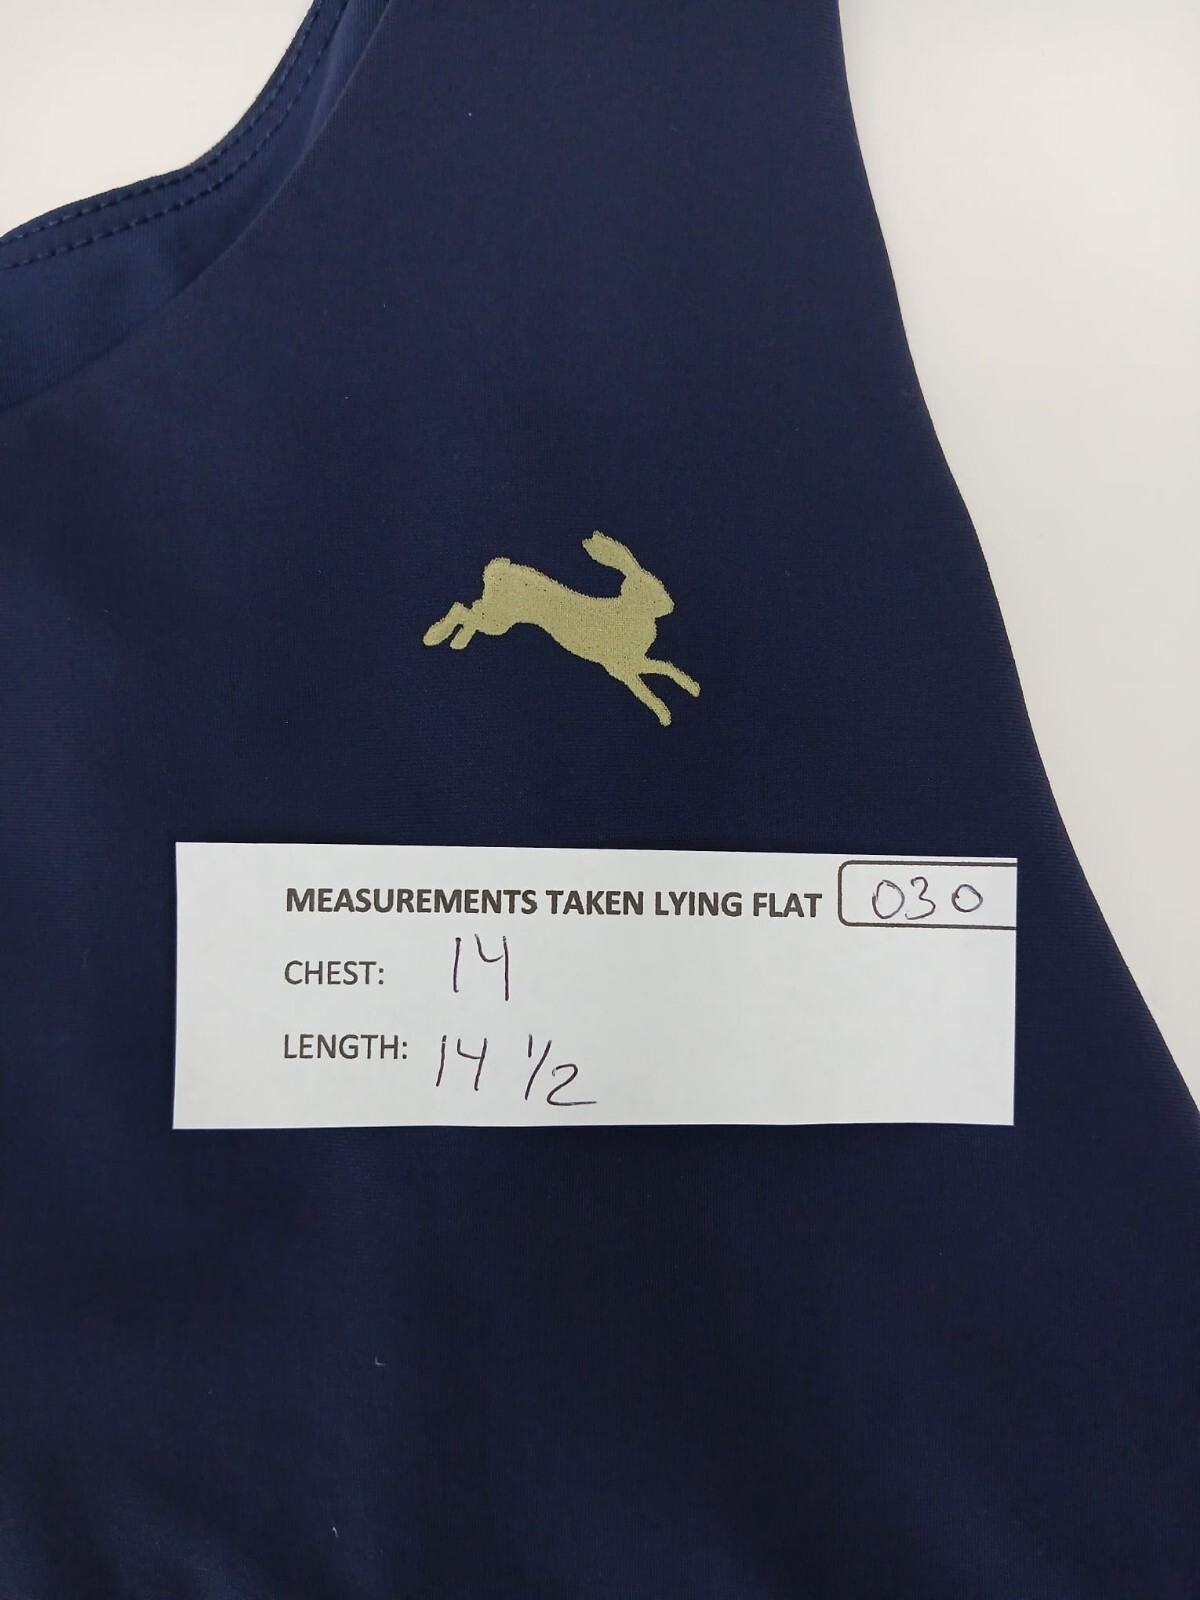 MEASUREMENTS TAKEN LYING FLAT 030
CHEST: 14
LENGTH: 14 1/2